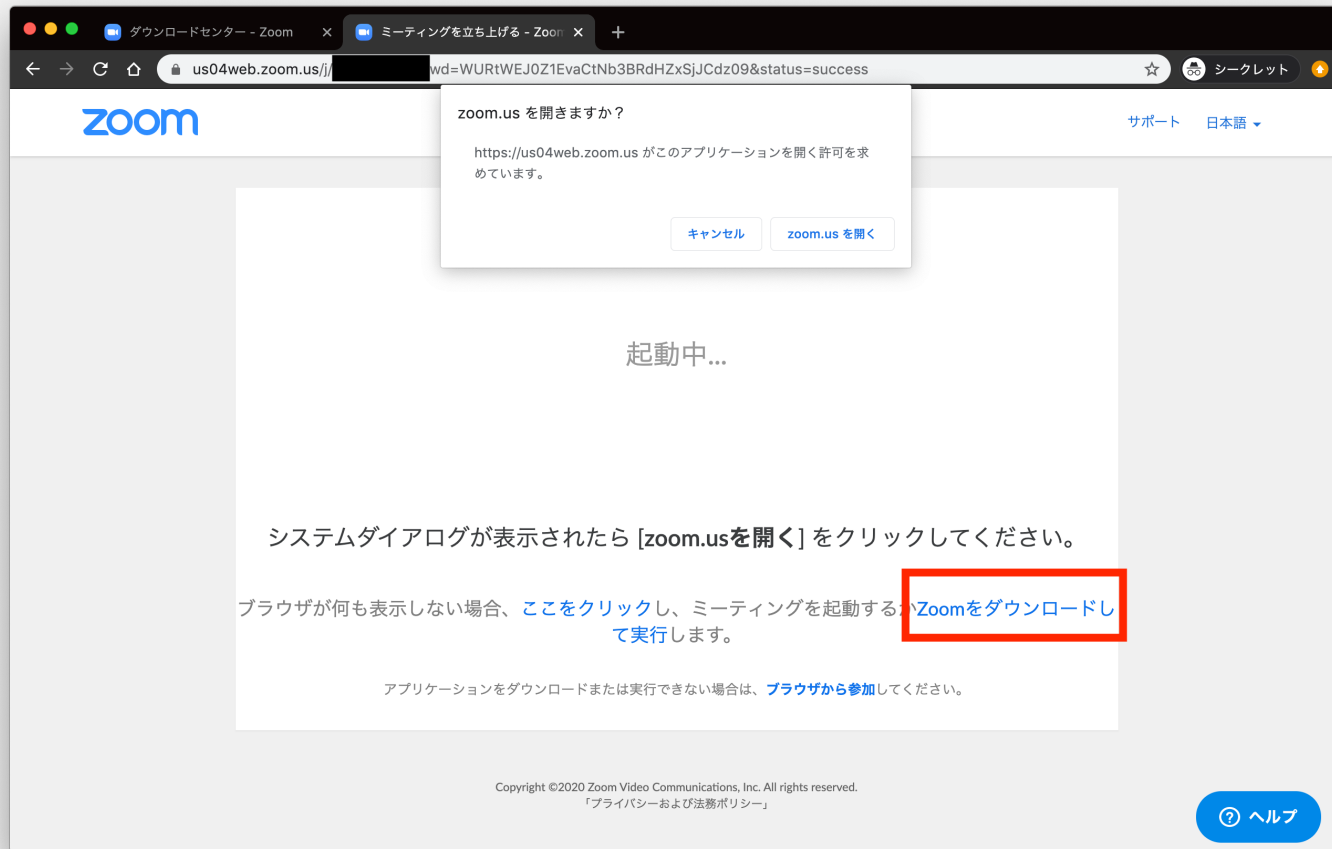 ダウンロードセンター - Zoom
ミーティングを立ち上げる - Zoom
us04web.zoom.us/j/
wd=WURtWEJ0Z1EvaCtNb3BRdHZxSjJCdz09&status=success
シークレット
zoom
サポート
日本語
zoom.us を開きますか？
https://us04web.zoom.us がこのアプリケーションを開く許可を求
めています。
キャンセル
zoom.us を開く
起動中...
システムダイアログが表示されたら [zoom.usを開く] をクリックしてください。
ブラウザが何も表示しない場合、ここをクリックし、ミーティングを起動するかZoomをダウンロードし
て実行します。
アプリケーションをダウンロードまたは実行できない場合は、ブラウザから参加してください。
Copyright ©2020 Zoom Video Communications, Inc. All rights reserved.
「プライバシーおよび法務ポリシー」
ヘルプ